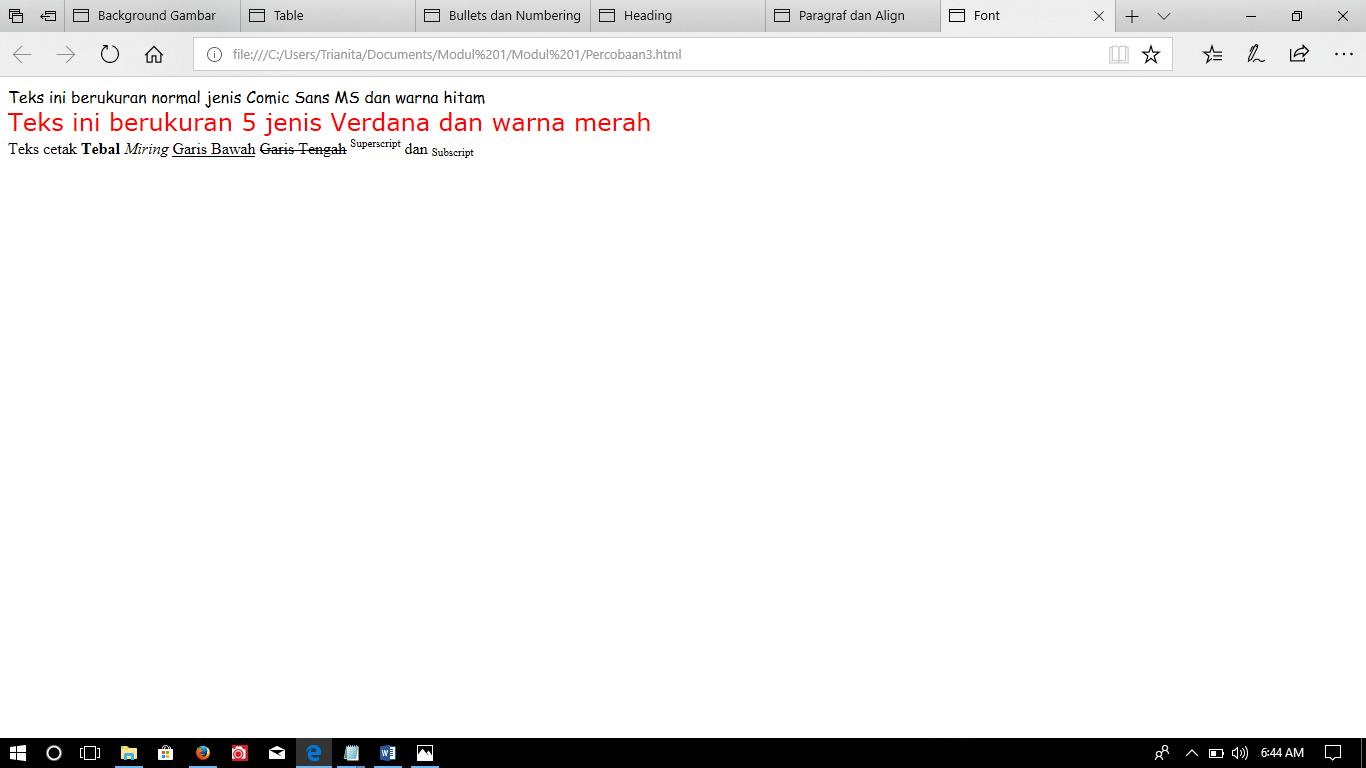 Background Gambar
Table
Bullets dan Numbering
Heading
Paragraf dan Align
Font
file:///C:/Users/Trianita/Documents/Modul%201/Modul%201/Percobaan3.html
Teks ini berukuran normal jenis Comic Sans MS dan warna hitam
Teks ini berukuran 5 jenis Verdana dan warna merah
Teks cetak Tebal Miring Garis Bawah Garis Tengah Superscript dan Subscript
6:44 AM